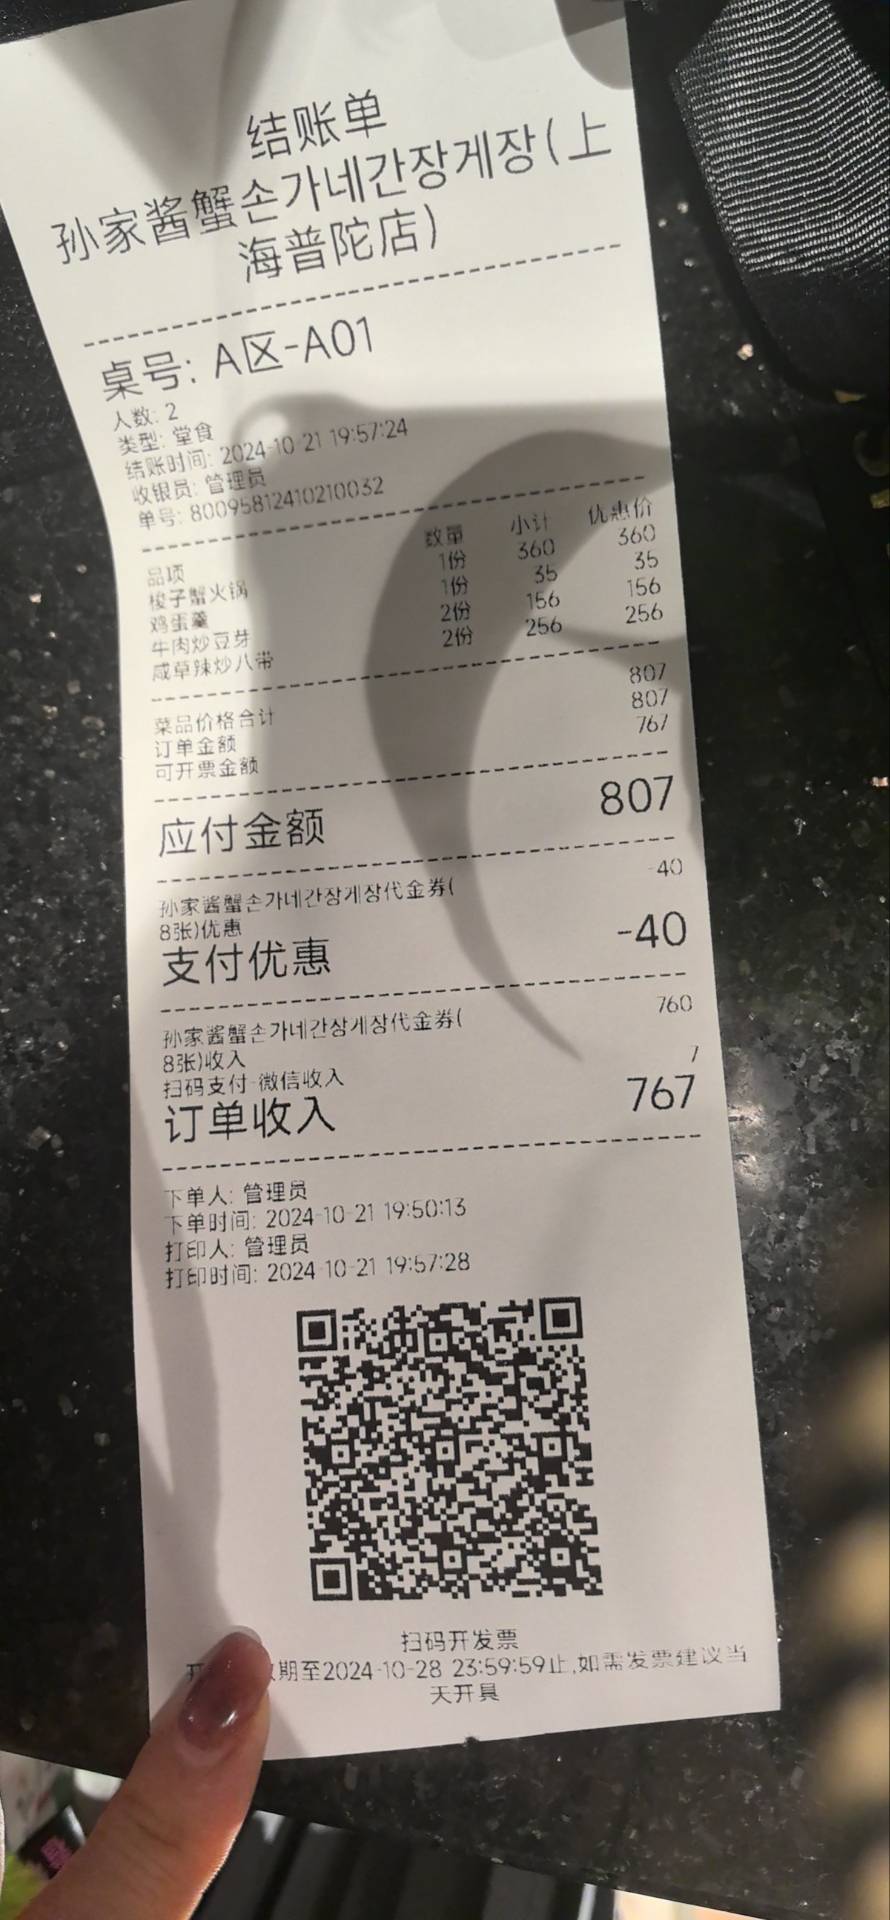 结账单
孙家酱蟹손가네간장게장(上
海普陀店)
桌号: A区-A01
人数: 2
类型: 堂食
结账时间: 2024-10-21 19:57:24
收银员: 管理员
单号: 80095812410210032
品项 数量 小计 优惠价
梭子蟹火锅 1份 360 360
鸡蛋羹 1份 35 35
牛肉炒豆芽 2份 156 156
咸草辣炒八带 2份 256 256
菜品价格合计 807
订单金额 807
可开票金额 767
应付金额 807
孙家酱蟹손가네간장게장代金券( -40
8张)优惠
支付优惠 -40
孙家酱蟹손가네간장게장代金券( 760
8张)收入
扫码支付-微信收入 7
订单收入 767
下单人: 管理员
下单时间: 2024-10-21 19:50:13
打印人: 管理员
打印时间: 2024-10-21 19:57:28
扫码开发票
期至2024-10-28 23:59:59止,如需发票建议当
天开具